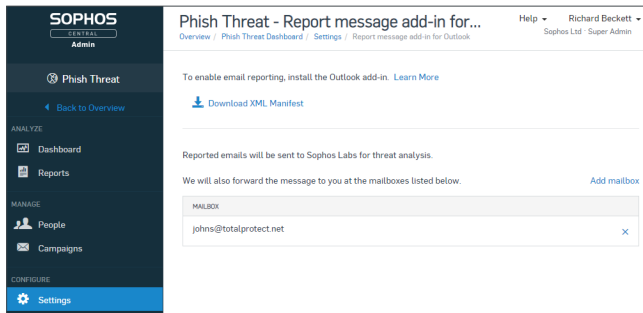 SOPHOS
CENTRAL
Admin
Phish Threat
Back to Overview
ANALYZE
Dashboard
Reports
MANAGE
People
Campaigns
CONFIGURE
Settings
Phish Threat - Report message add-in for...
Overview / Phish Threat Dashboard / Settings / Report message add-in for Outlook
Help
Richard Beckett
Sophos Ltd · Super Admin
To enable email reporting, install the Outlook add-in. Learn More
Download XML Manifest
Reported emails will be sent to Sophos Labs for threat analysis.
We will also forward the message to you at the mailboxes listed below.
Add mailbox
MAILBOX
johns@totalprotect.net